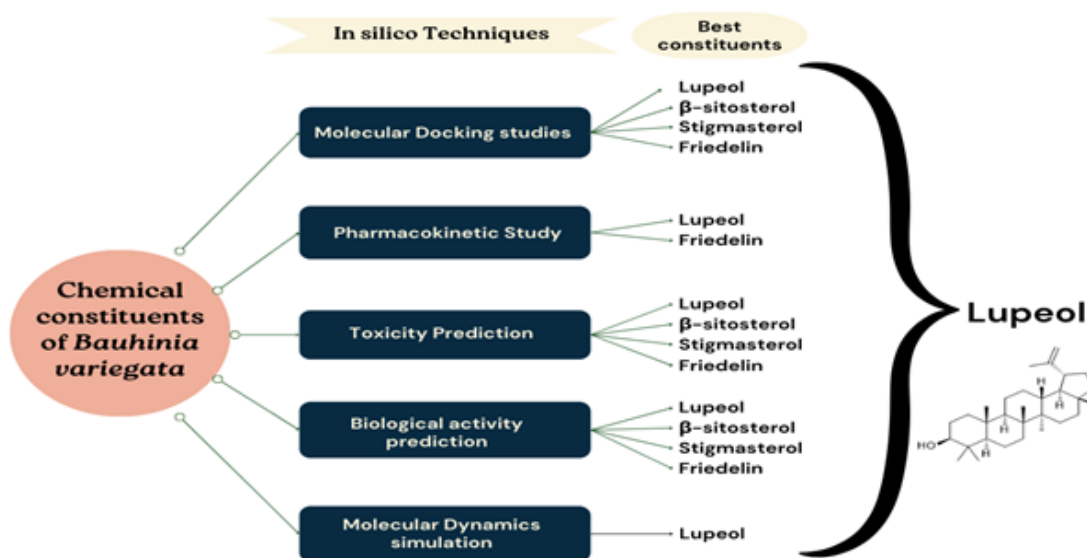 In silico Techniques
Best
constituents
Chemical
constituents
of Bauhinia
variegata
Molecular Docking studies
Lupeol
β-sitosterol
Stigmasterol
Friedelin
Pharmacokinetic Study
Lupeol
Friedelin
Toxicity Prediction
Lupeol
β-sitosterol
Stigmasterol
Friedelin
Biological activity
prediction
Lupeol
β-sitosterol
Stigmasterol
Friedelin
Molecular Dynamics
simulation
Lupeol
Lupeol
H
H
H
H
HO